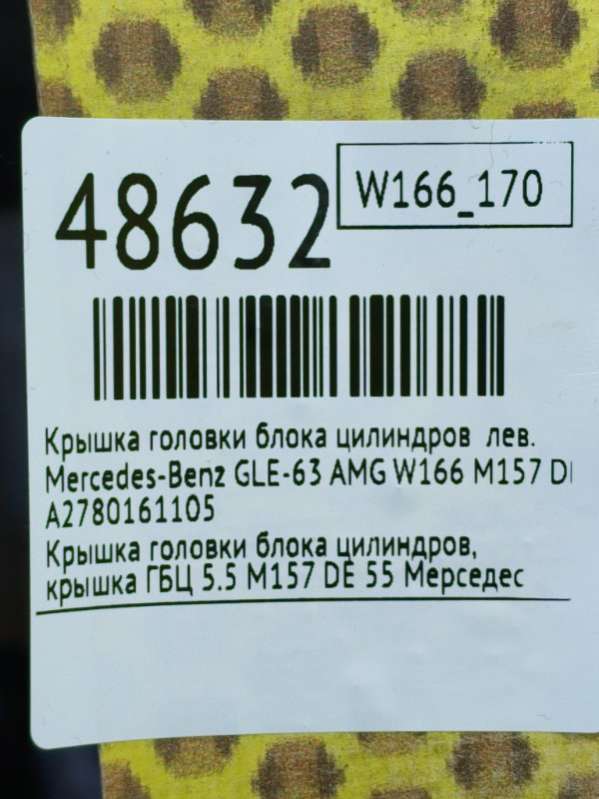 48632
W166_170
Крышка головки блока цилиндров лев.
Mercedes-Benz GLE-63 AMG W166 M157
A2780161105
Крышка головки блока цилиндров,
крышка ГБЦ 5.5 M157 DE 55 Мерседес